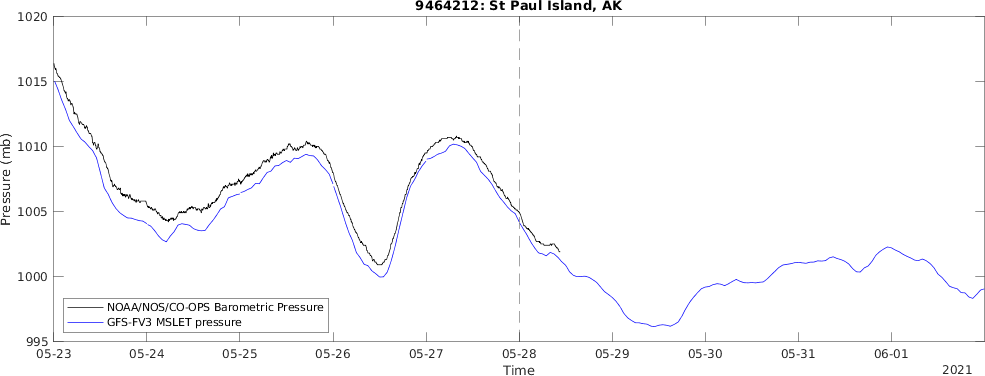 9464212: St Paul Island, AK
1020
1015
1010
1005
1000
995
Pressure (mb)
NOAA/NOS/CO-OPS Barometric Pressure
GFS-FV3 MSLET pressure
05-23 05-24 05-25 05-26 05-27 05-28 05-29 05-30 05-31 06-01
Time
2021